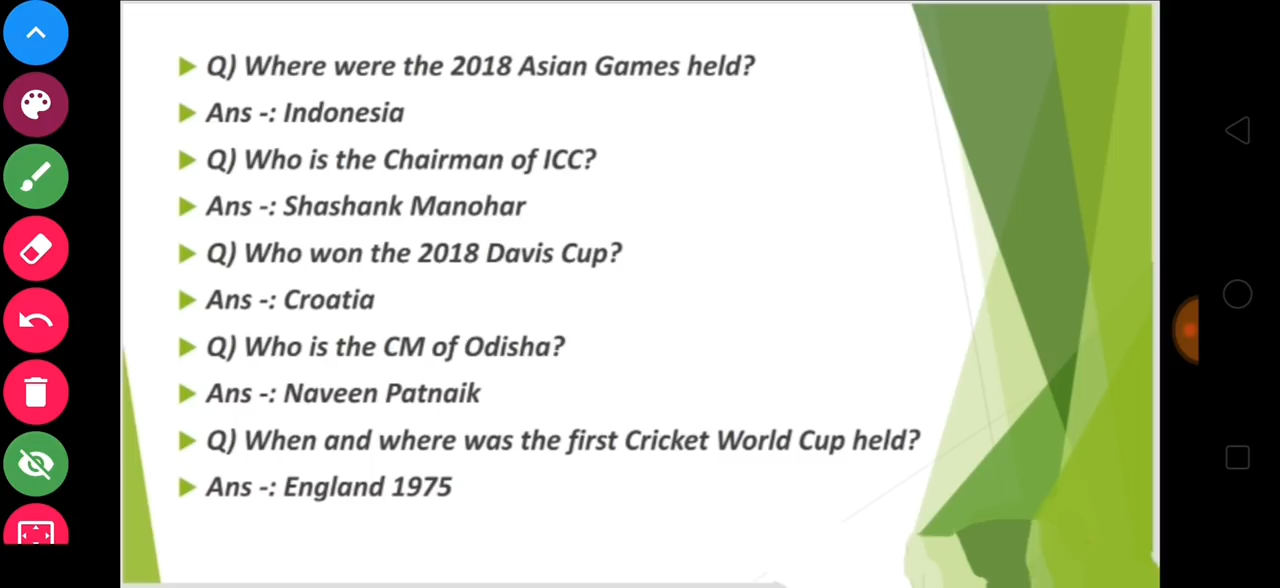 Q) Where were the 2018 Asian Games held?
Ans -: Indonesia
Q) Who is the Chairman of ICC?
Ans -: Shashank Manohar
Q) Who won the 2018 Davis Cup?
Ans -: Croatia
Q) Who is the CM of Odisha?
Ans -: Naveen Patnaik
Q) When and where was the first Cricket World Cup held?
Ans -: England 1975